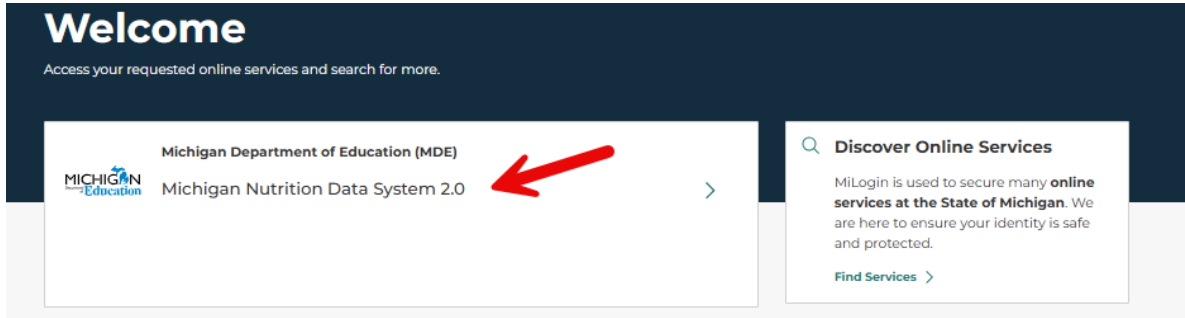 Welcome
Access your requested online services and search for more.
Michigan Department of Education (MDE)
MICHIGAN
Education
Michigan Nutrition Data System 2.0
Discover Online Services
MiLogin is used to secure many online
services at the State of Michigan. We
are here to ensure your identity is safe
and protected.
Find Services